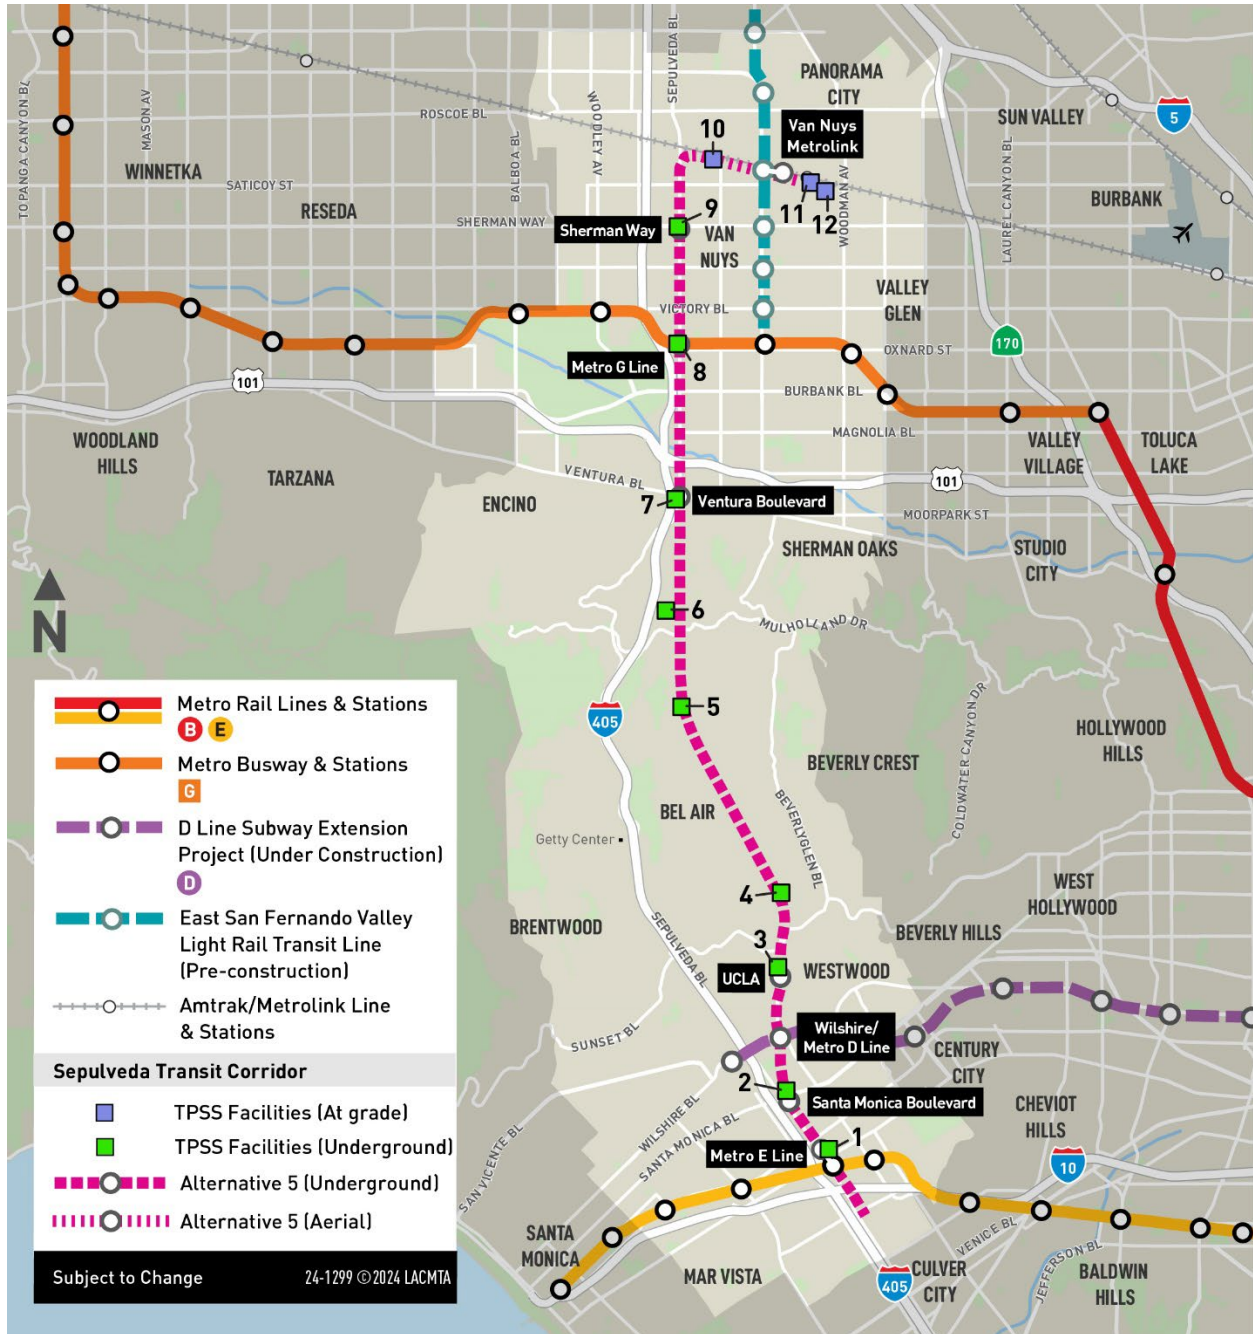 TOPANGA CANYON BL
MASON AV
WINNETKA
SATICOY ST
RESEDA
ROSCOE BL
BALBOA BL
SHERMAN WAY
WOODLEY AV
SEPULVEDA BL
PANORAMA
CITY
Van Nuys
Metrolink
SUN VALLEY
5
10
11
12
WOODMAN AV
LAUREL CANYON BL
BURBANK
9
Sherman Way
VAN
NUYS
VICTORY BL
VALLEY
GLEN
170
OXNARD ST
Metro G Line
8
101
BURBANK BL
MAGNOLIA BL
WOODLAND
HILLS
TARZANA
VENTURA BL
ENCINO
7
Ventura Boulevard
101
MOORPARK ST
VALLEY
VILLAGE
TOLUCA
LAKE
SHERMAN OAKS
STUDIO
CITY
N
6
MULHOLLAND DR
5
405
COLDWATER CANYON DR
HOLLYWOOD
HILLS
BEVERLY CREST
BEL AIR
BEVERLYGLEN BL
Getty Center
4
WEST
HOLLYWOOD
BRENTWOOD
SEPULVEDA BL
3
UCLA
WESTWOOD
BEVERLY HILLS
SUNSET BL
Wilshire/
Metro D Line
CENTURY
CITY
2
Santa Monica Boulevard
WILSHIRE BL
SANTA MONICA BL
SAN VICENTE BL
Metro E Line
1
CHEVIOT
HILLS
10
SANTA
MONICA
MAR VISTA
405
CULVER
CITY
VENICE BL
JEFFERSON BL
BALDWIN
HILLS
Metro Rail Lines & Stations
B E
Metro Busway & Stations
G
D Line Subway Extension
Project (Under Construction)
D
East San Fernando Valley
Light Rail Transit Line
(Pre-construction)
Amtrak/Metrolink Line
& Stations
Sepulveda Transit Corridor
TPSS Facilities (At grade)
TPSS Facilities (Underground)
Alternative 5 (Underground)
Alternative 5 (Aerial)
Subject to Change
24-1299 ©2024 LACMTA